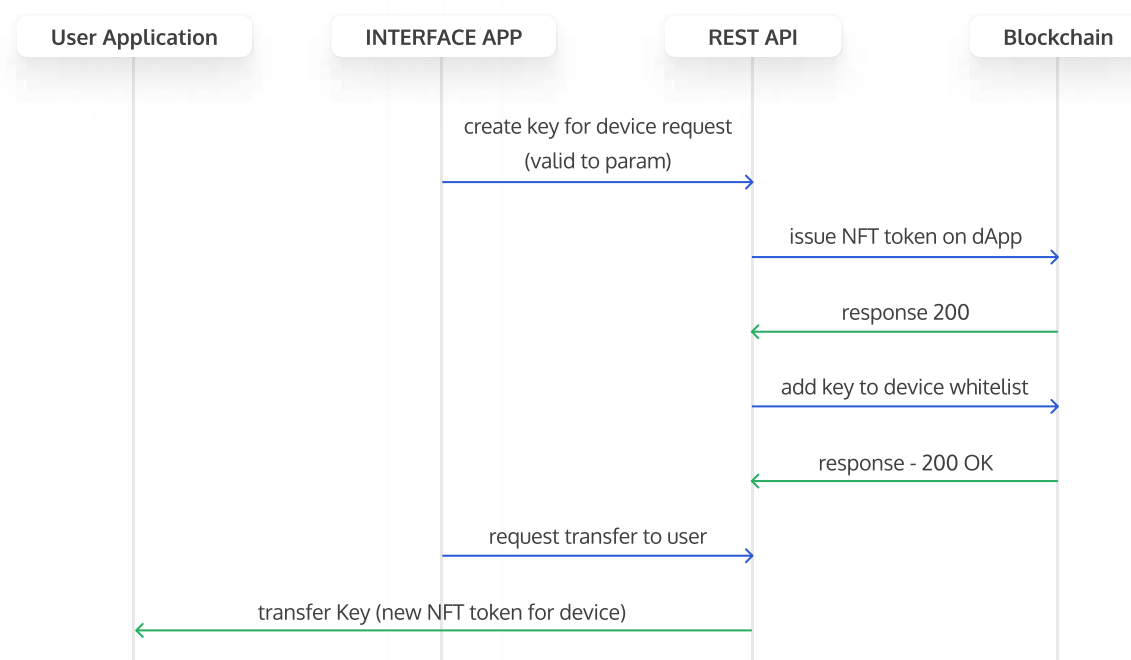 User Application
INTERFACE APP
REST API
Blockchain
create key for device request
(valid to param)
issue NFT token on dApp
response 200
add key to device whitelist
response - 200 OK
request transfer to user
transfer Key (new NFT token for device)